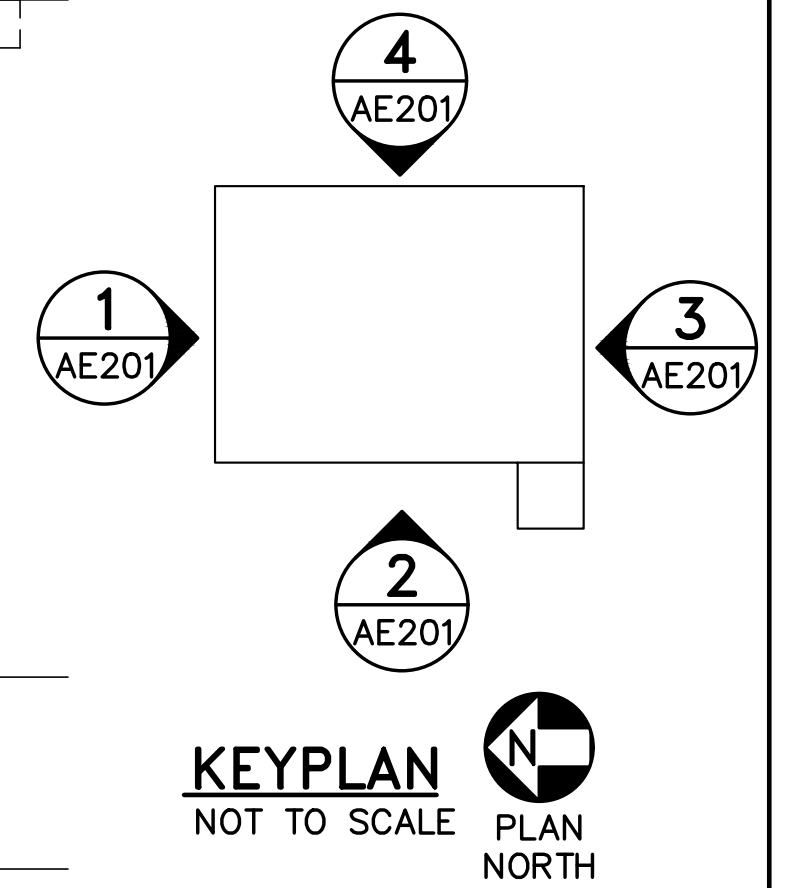 4
AE201
1
AE201
3
AE201
2
AE201
KEYPLAN
NOT TO SCALE
N
PLAN
NORTH